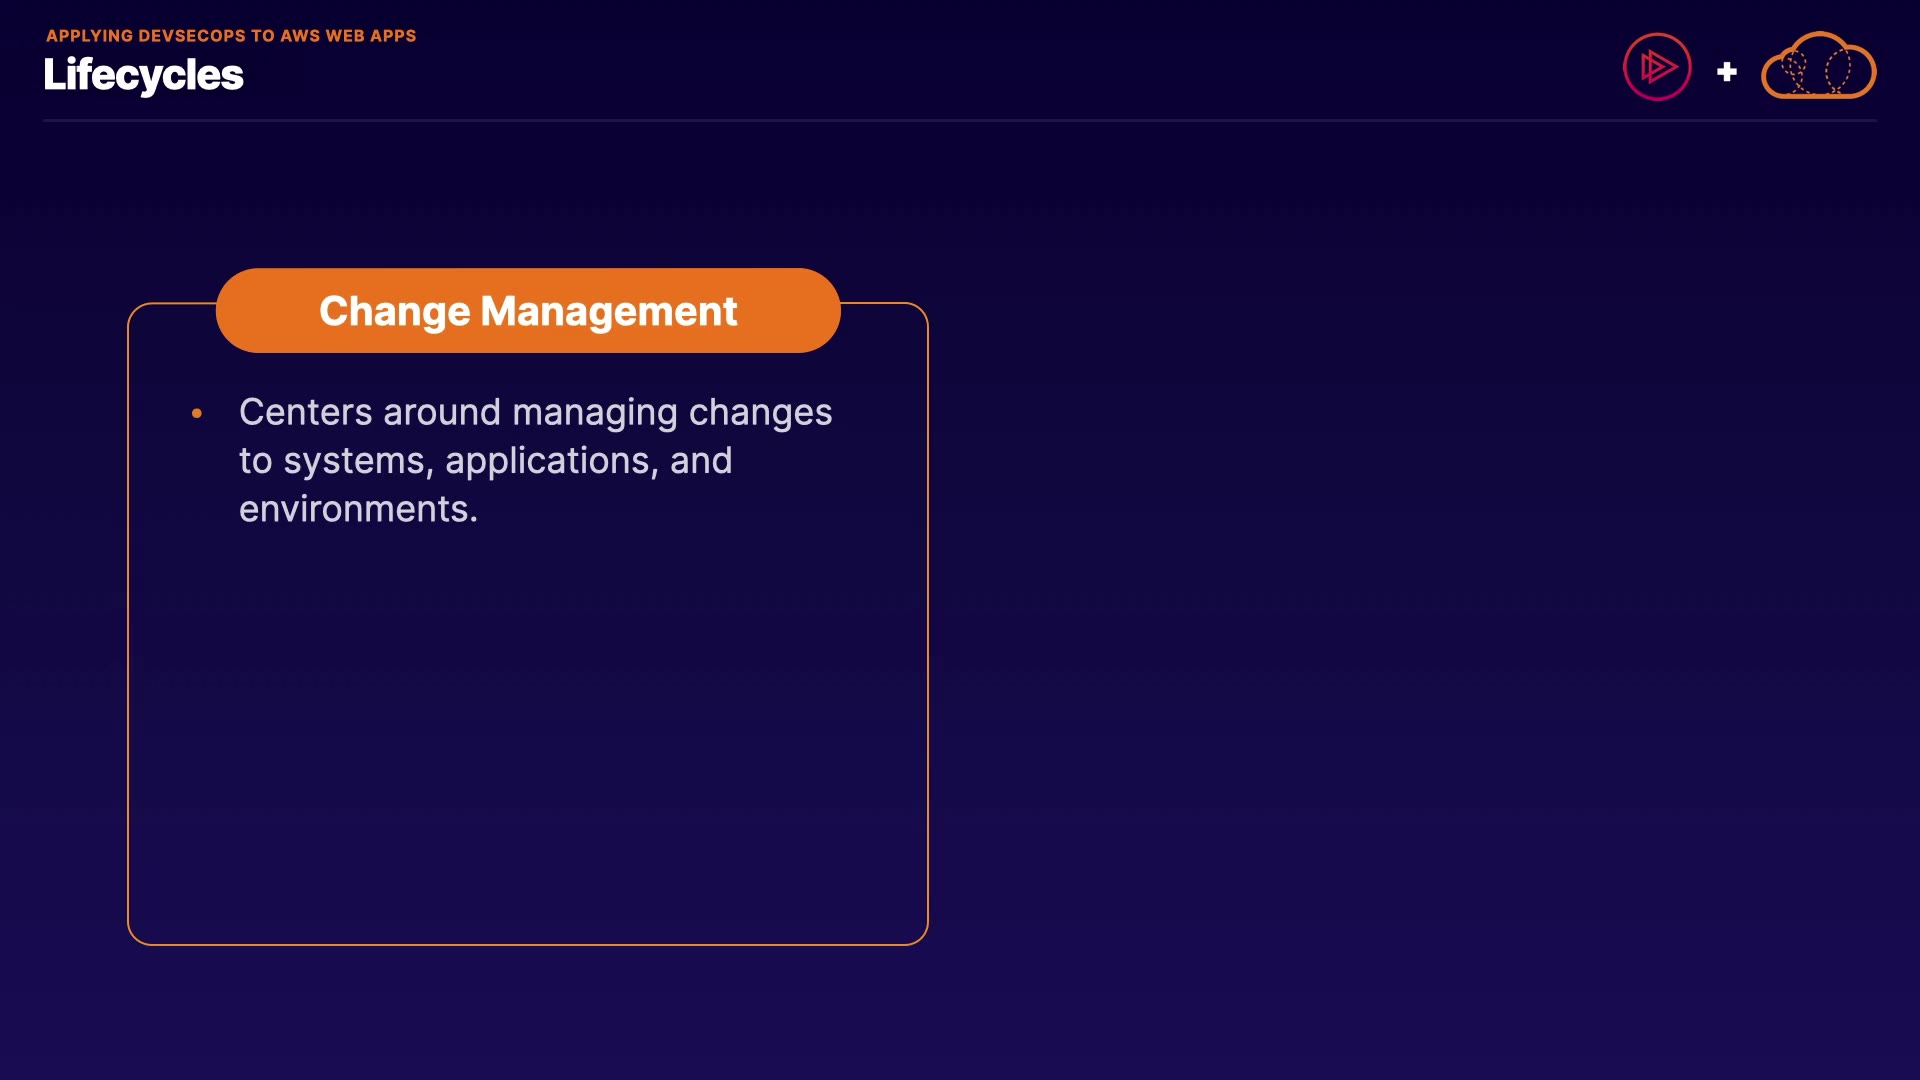 APPLYING DEVSECOPS TO AWS WEB APPS
Lifecycles
Change Management
• Centers around managing changes
to systems, applications, and
environments.